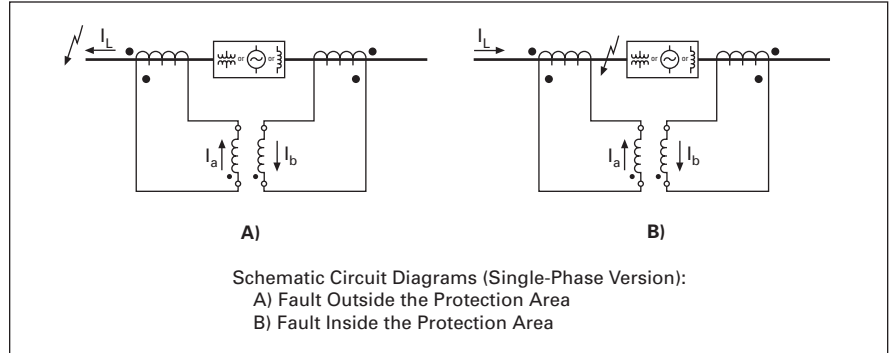 I_L
or or
I_a
I_b
A)
I_L
or or
I_a
I_b
B)
Schematic Circuit Diagrams (Single-Phase Version):
A) Fault Outside the Protection Area
B) Fault Inside the Protection Area